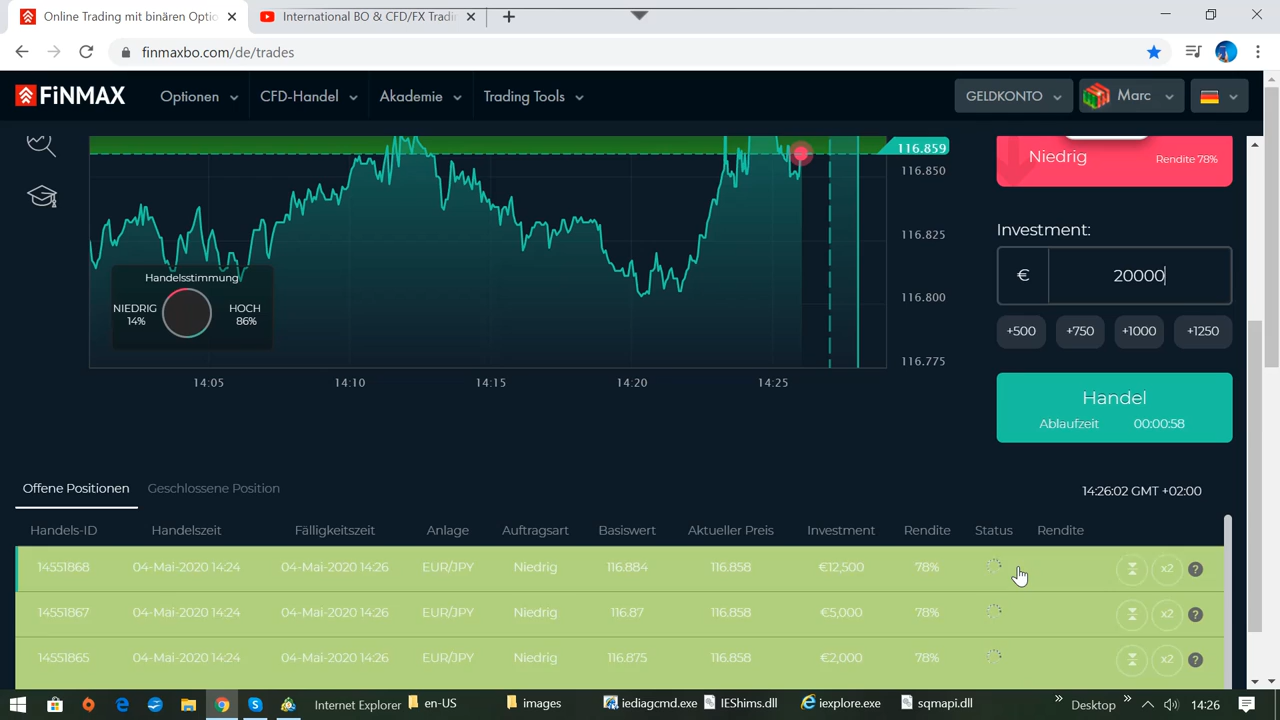 Online Trading mit binären Optio
International BO & CFD/FX Tradin
finmaxbo.com/de/trades
FiNMAX
Optionen
CFD-Handel
Akademie
Trading Tools
GELDKONTO
Marc
116.859
116.850
116.825
116.800
116.775
Handelsstimmung
NIEDRIG
14%
HOCH
86%
14:05
14:10
14:15
14:20
14:25
Niedrig
Rendite 78%
Investment:
€ 20000
+500 +750 +1000 +1250
Handel
Ablaufzeit 00:00:58
Offene Positionen
Geschlossene Position
14:26:02 GMT +02:00
Handels-ID Handelszeit Fälligkeitszeit Anlage Auftragsart Basiswert Aktueller Preis Investment Rendite Status Rendite
14551868 04-Mai-2020 14:24 04-Mai-2020 14:26 EUR/JPY Niedrig 116.884 116.858 €12,500 78% x2 ?
14551867 04-Mai-2020 14:24 04-Mai-2020 14:26 EUR/JPY Niedrig 116.87 116.858 €5,000 78% x2 ?
14551865 04-Mai-2020 14:24 04-Mai-2020 14:26 EUR/JPY Niedrig 116.875 116.858 €2,000 78% x2 ?
Internet Explorer en-US images iediagcmd.exe IEShims.dll iexplore.exe sqmapi.dll Desktop 14:26